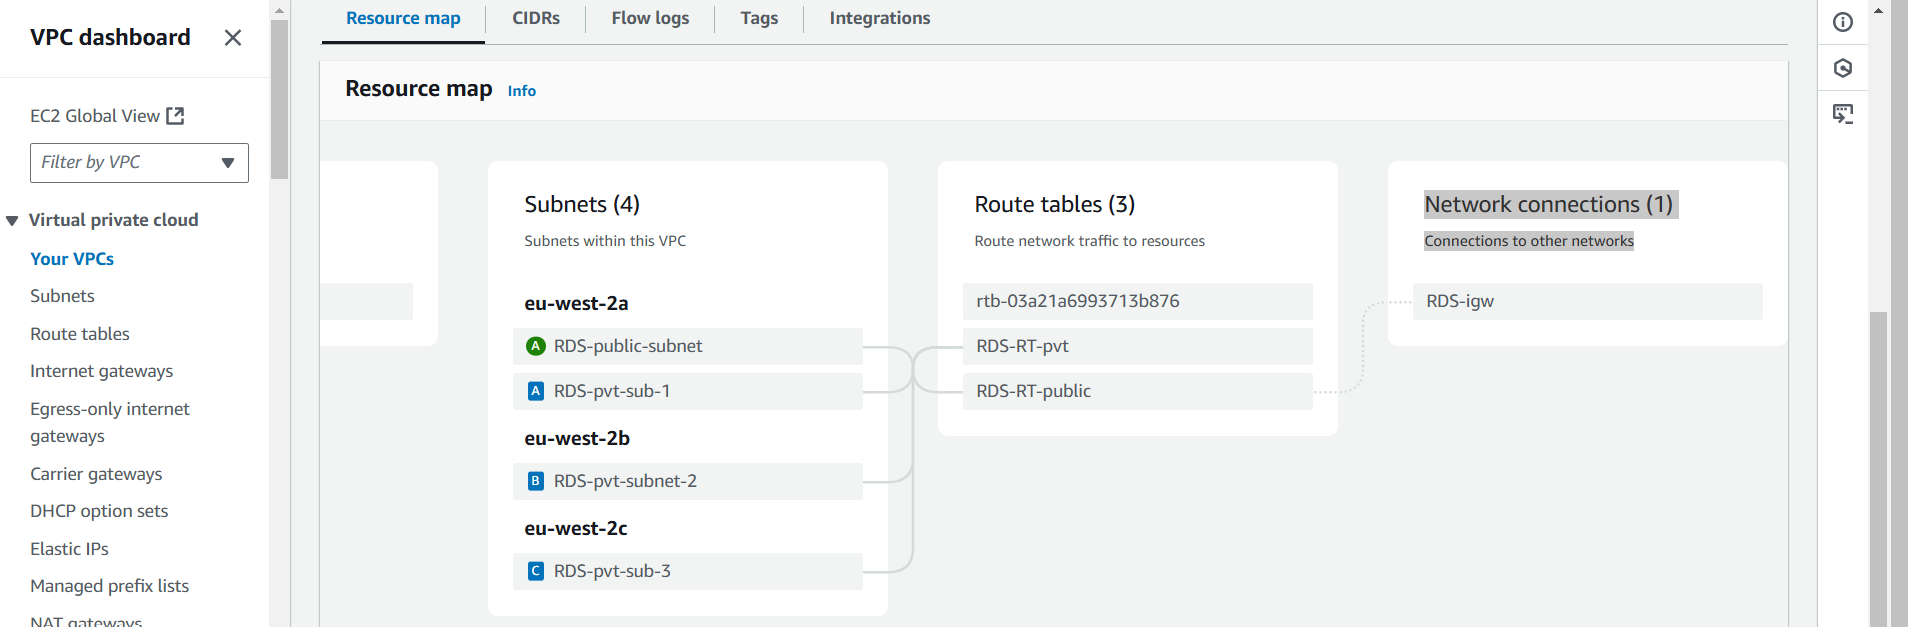 VPC dashboard
EC2 Global View
Filter by VPC
Virtual private cloud
Your VPCs
Subnets
Route tables
Internet gateways
Egress-only internet
gateways
Carrier gateways
DHCP option sets
Elastic IPs
Managed prefix lists
NAT gateways
Resource map
CIDRs
Flow logs
Tags
Integrations
Resource map Info
Subnets (4)
Subnets within this VPC
eu-west-2a
A RDS-public-subnet
A RDS-pvt-sub-1
eu-west-2b
B RDS-pvt-subnet-2
eu-west-2c
C RDS-pvt-sub-3
Route tables (3)
Route network traffic to resources
rtb-03a21a6993713b876
RDS-RT-pvt
RDS-RT-public
Network connections (1)
Connections to other networks
RDS-igw